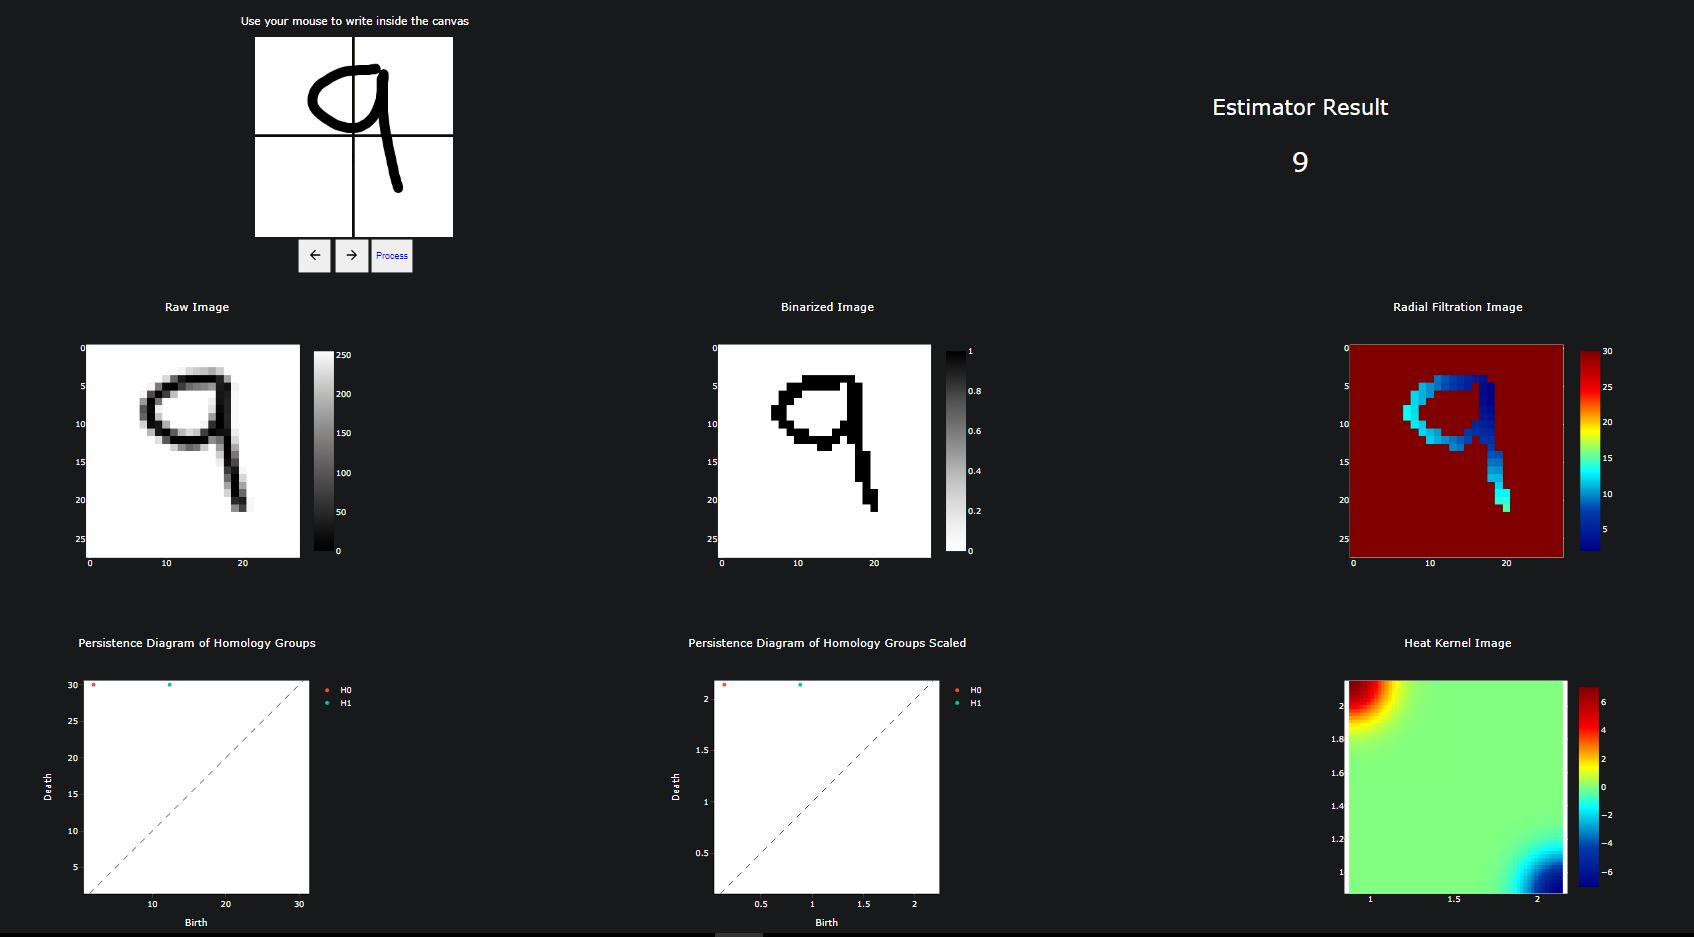 Use your mouse to write inside the canvas
9
← → Process
Estimator Result
9
Raw Image
0
5
10
15
20
25
0 10 20
250
200
150
100
50
0
Binarized Image
0
5
10
15
20
25
0 10 20
1
0.8
0.6
0.4
0.2
0
Radial Filtration Image
0
5
10
15
20
25
0 10 20
30
25
20
15
10
5
Persistence Diagram of Homology Groups
30
25
20
15
10
5
Death
10 20 30
Birth
H0
H1
Persistence Diagram of Homology Groups Scaled
2
1.5
1
0.5
Death
0.5 1 1.5 2
Birth
H0
H1
Heat Kernel Image
2
1.8
1.6
1.4
1.2
1
1 1.5 2
6
4
2
0
−2
−4
−6